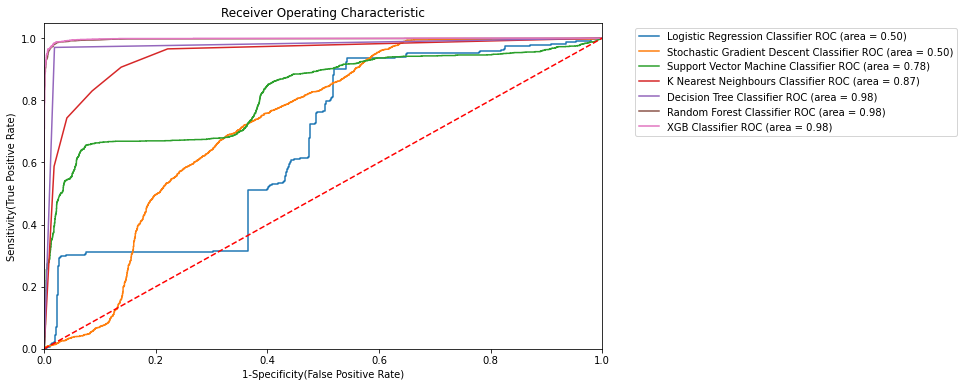 Receiver Operating Characteristic
Logistic Regression Classifier ROC (area = 0.50)
Stochastic Gradient Descent Classifier ROC (area = 0.50)
Support Vector Machine Classifier ROC (area = 0.78)
K Nearest Neighbours Classifier ROC (area = 0.87)
Decision Tree Classifier ROC (area = 0.98)
Random Forest Classifier ROC (area = 0.98)
XGB Classifier ROC (area = 0.98)
Sensitivity(True Positive Rate)
1.0
0.8
0.6
0.4
0.2
0.0
0.0 0.2 0.4 0.6 0.8 1.0
1-Specificity(False Positive Rate)